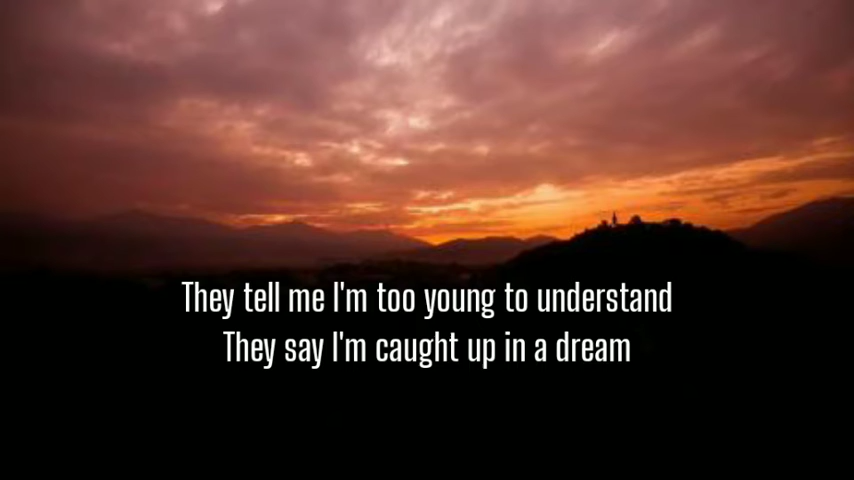 They tell me I'm too young to understand
They say I'm caught up in a dream